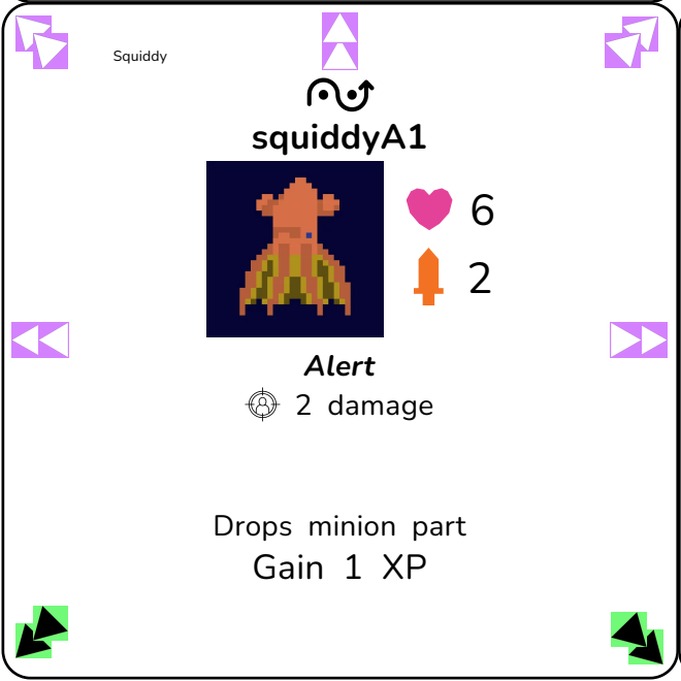 Squiddy
squiddyA1
6
2
Alert
2 damage
Drops minion part
Gain 1 XP